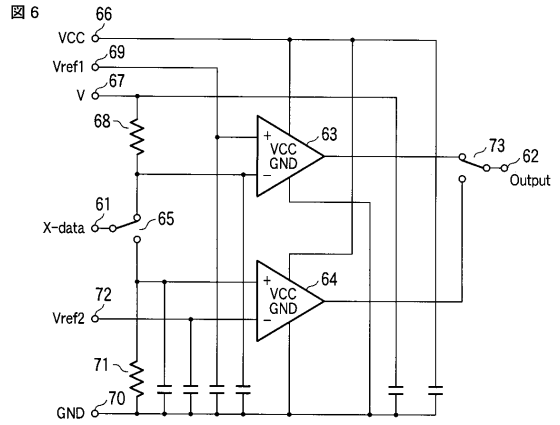 図6
66
VCC
69
Vref1
67
V
68
63
+
VCC
GND
−
73
62
Output
61
X-data
65
64
+
VCC
GND
−
72
Vref2
71
70
GND